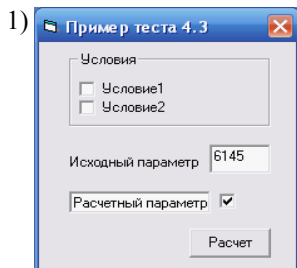 1)
Пример теста 4.3
Условия
Условие1
Условие2
Исходный параметр 6145
Расчетный параметр
Расчет